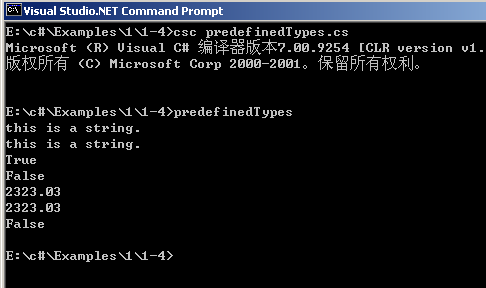 Visual Studio.NET Command Prompt
E:\c#\Examples\1\1-4>csc predefinedTypes.cs
Microsoft (R) Visual C# 编译器版本7.00.9254 [CLR version v1.
版权所有 (C) Microsoft Corp 2000-2001。保留所有权利。
E:\c#\Examples\1\1-4>predefinedTypes
this is a string.
this is a string.
True
False
2323.03
2323.03
False
E:\c#\Examples\1\1-4>